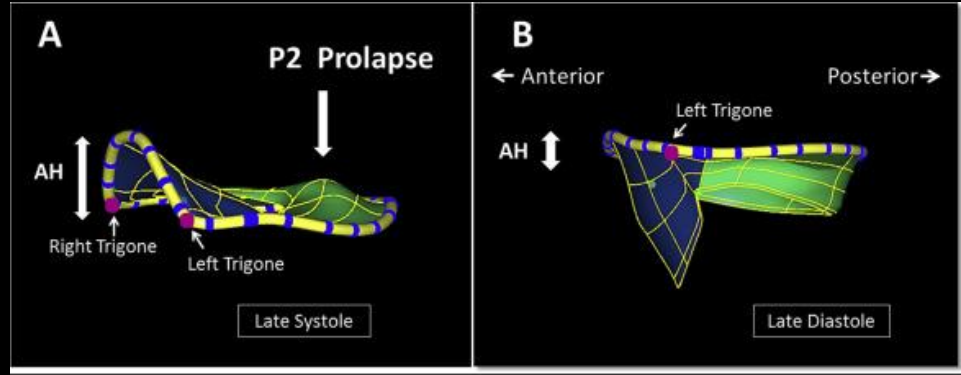 A
P2 Prolapse
AH
Right Trigone
Left Trigone
Late Systole
B
← Anterior
Posterior→
Left Trigone
AH
Late Diastole